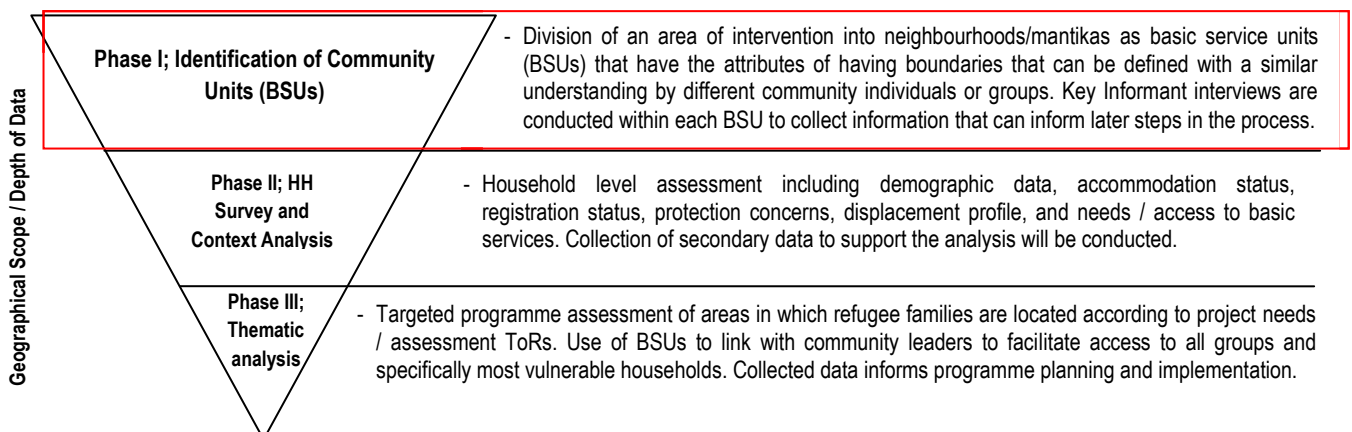 Geographical Scope / Depth of Data
Phase I; Identification of Community
Units (BSUs)
- Division of an area of intervention into neighbourhoods/mantikas as basic service units
(BSUs) that have the attributes of having boundaries that can be defined with a similar
understanding by different community individuals or groups. Key Informant interviews are
conducted within each BSU to collect information that can inform later steps in the process.
Phase II; HH
Survey and
Context Analysis
- Household level assessment including demographic data, accommodation status,
registration status, protection concerns, displacement profile, and needs / access to basic
services. Collection of secondary data to support the analysis will be conducted.
Phase III;
Thematic
analysis
- Targeted programme assessment of areas in which refugee families are located according to project needs
/ assessment ToRs. Use of BSUs to link with community leaders to facilitate access to all groups and
specifically most vulnerable households. Collected data informs programme planning and implementation.